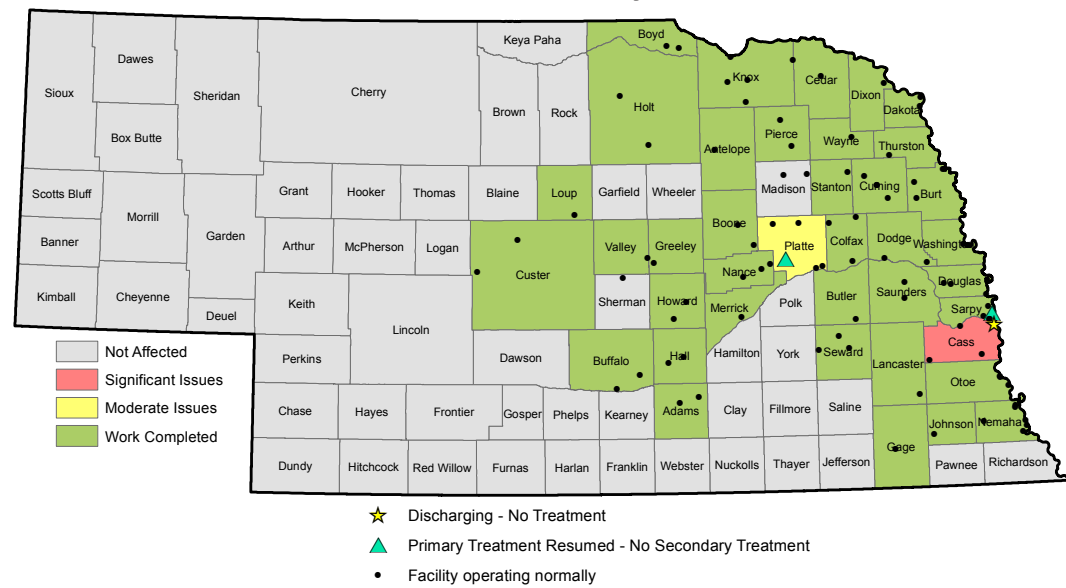 Boyd
Keya Paha
Dawes
Knox
Cedar
Sioux
Sheridan
Cherry
Dixon
Holt
Dakota
Brown
Rock
Box Butte
Pierce
Wayne
Antelope
Thurston
Scotts Bluff
Grant
Hooker
Thomas
Blaine
Loup
Garfield
Wheeler
Madison
Stanton
Cuming
Burt
Morrill
Garden
Boone
Banner
Arthur
McPherson
Logan
Custer
Valley
Greeley
Platte
Colfax
Dodge
Washington
Nance
Kimball
Cheyenne
Keith
Sherman
Howard
Merrick
Polk
Butler
Saunders
Douglas
Deuel
Lincoln
Sarpy
Not Affected
Perkins
Dawson
Buffalo
Hall
Hamilton
York
Seward
Cass
Lancaster
Significant Issues
Otoe
Moderate Issues
Chase
Hayes
Frontier
Gosper
Phelps
Kearney
Adams
Clay
Fillmore
Saline
Work Completed
Johnson
Nemaha
Gage
Dundy
Hitchcock
Red Willow
Furnas
Harlan
Franklin
Webster
Nuckolls
Thayer
Jefferson
Pawnee
Richardson
Discharging - No Treatment
Primary Treatment Resumed - No Secondary Treatment
Facility operating normally